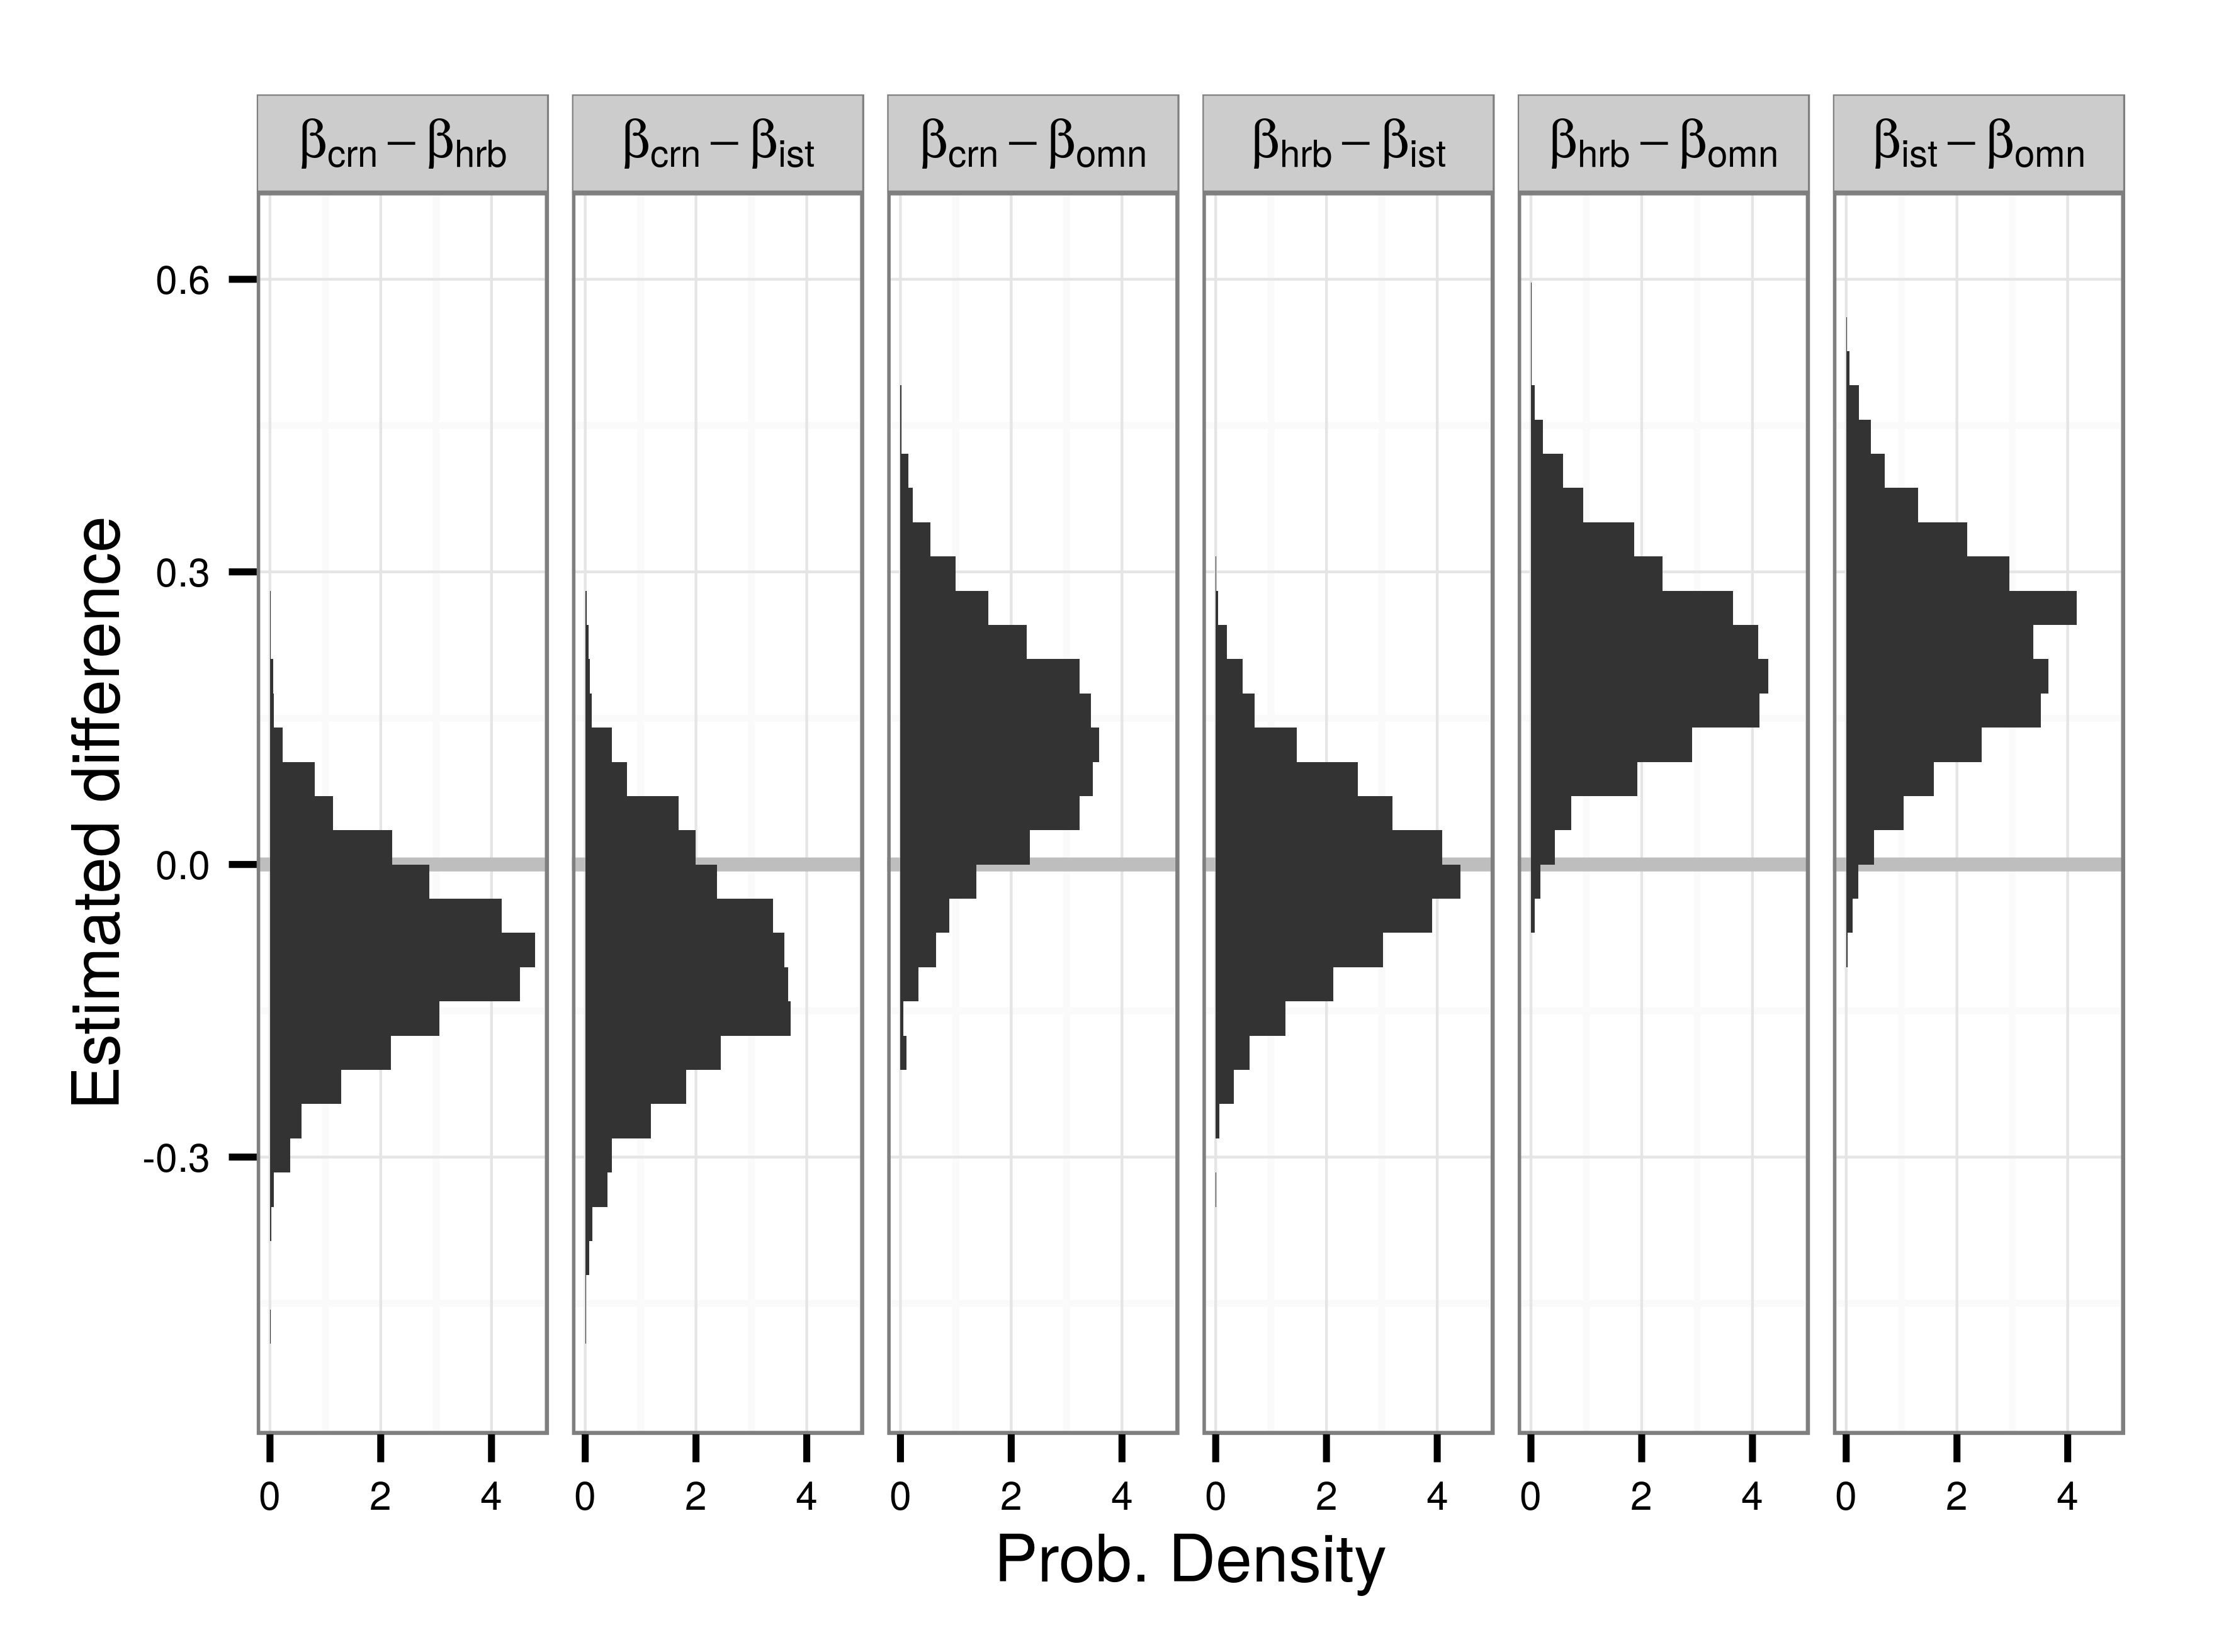 βcrn − βhrb βcrn − βist βcrn − βomn βhrb − βist βhrb − βomn βist − βomn
0.6
0.3
0.0
-0.3
Estimated difference
0 2 4 0 2 4 0 2 4 0 2 4 0 2 4 0 2 4
Prob. Density